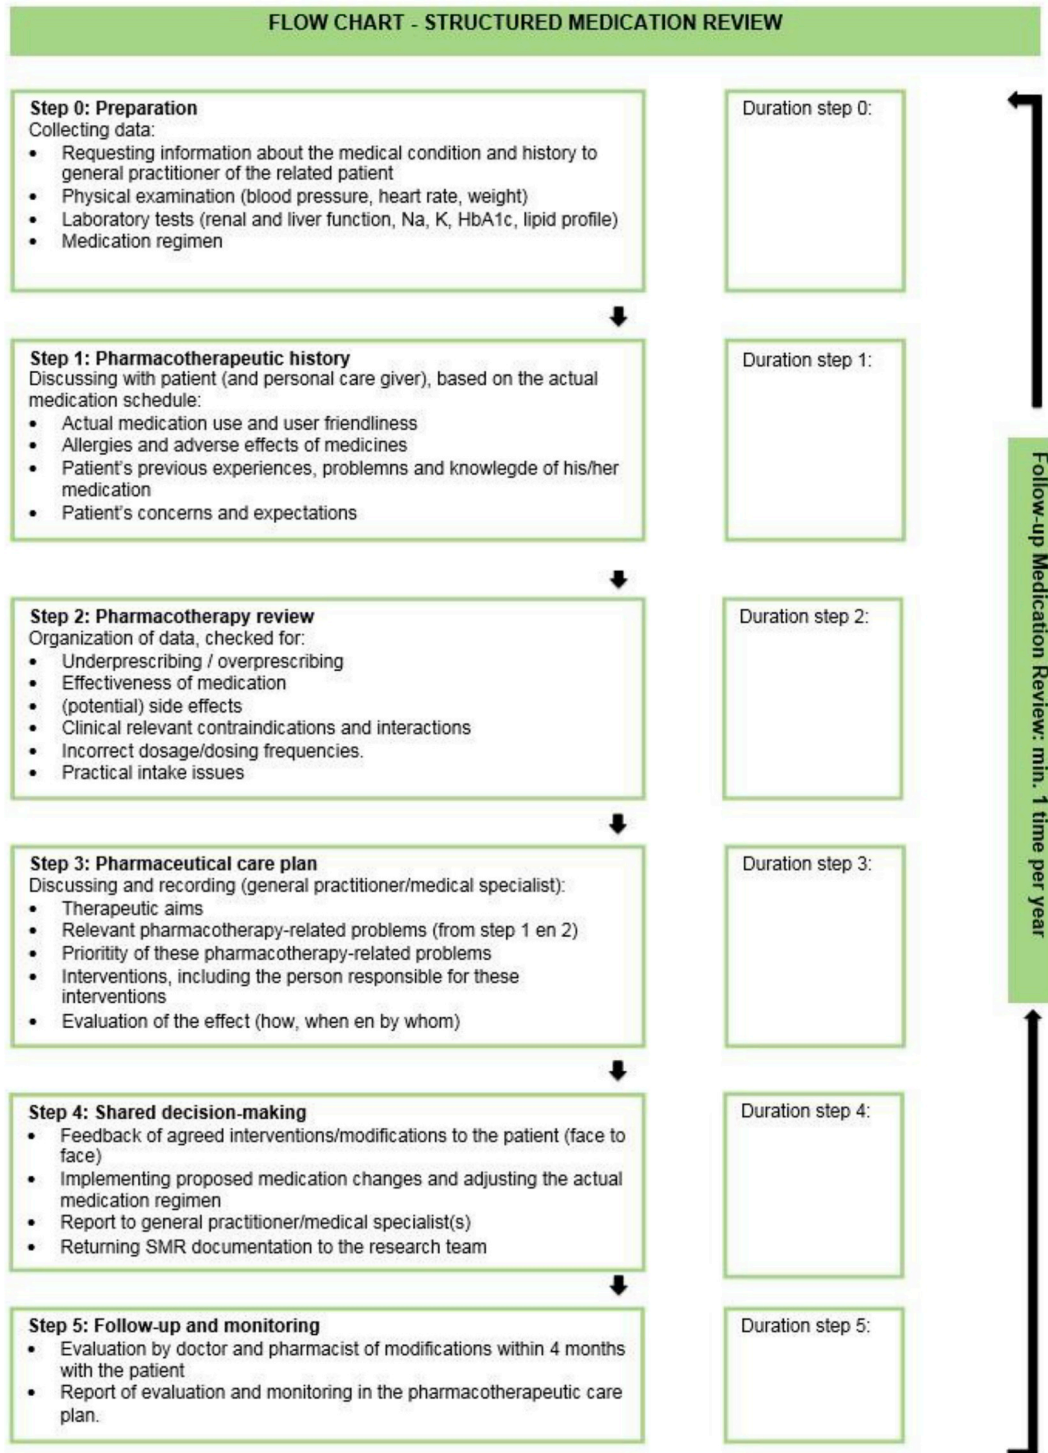 FLOW CHART - STRUCTURED MEDICATION REVIEW
Step 0: Preparation
Collecting data:
• Requesting information about the medical condition and history to
general practitioner of the related patient
• Physical examination (blood pressure, heart rate, weight)
• Laboratory tests (renal and liver function, Na, K, HbA1c, lipid profile)
• Medication regimen
Duration step 0:
Step 1: Pharmacotherapeutic history
Discussing with patient (and personal care giver), based on the actual
medication schedule:
• Actual medication use and user friendliness
• Allergies and adverse effects of medicines
• Patient's previous experiences, problemns and knowlegde of his/her
medication
• Patient's concerns and expectations
Duration step 1:
Step 2: Pharmacotherapy review
Organization of data, checked for:
• Underprescribing / overprescribing
• Effectiveness of medication
• (potential) side effects
• Clinical relevant contraindications and interactions
• Incorrect dosage/dosing frequencies.
• Practical intake issues
Duration step 2:
Step 3: Pharmaceutical care plan
Discussing and recording (general practitioner/medical specialist):
• Therapeutic aims
• Relevant pharmacotherapy-related problems (from step 1 en 2)
• Prioritity of these pharmacotherapy-related problems
• Interventions, including the person responsible for these
interventions
• Evaluation of the effect (how, when en by whom)
Duration step 3:
Step 4: Shared decision-making
• Feedback of agreed interventions/modifications to the patient (face to
face)
• Implementing proposed medication changes and adjusting the actual
medication regimen
• Report to general practitioner/medical specialist(s)
• Returning SMR documentation to the research team
Duration step 4:
Step 5: Follow-up and monitoring
• Evaluation by doctor and pharmacist of modifications within 4 months
with the patient
• Report of evaluation and monitoring in the pharmacotherapeutic care
plan.
Duration step 5:
Follow-up Medication Review: min. 1 time per year